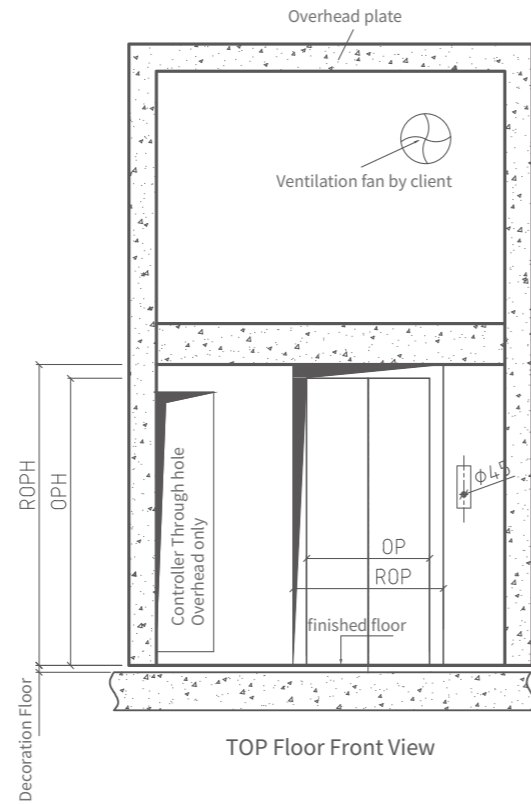 Overhead plate
Ventilation fan by client
ROPH
OPH
Controller Through hole
Overhead only
Φ45
OP
ROP
finished floor
Decoration Floor
TOP Floor Front View